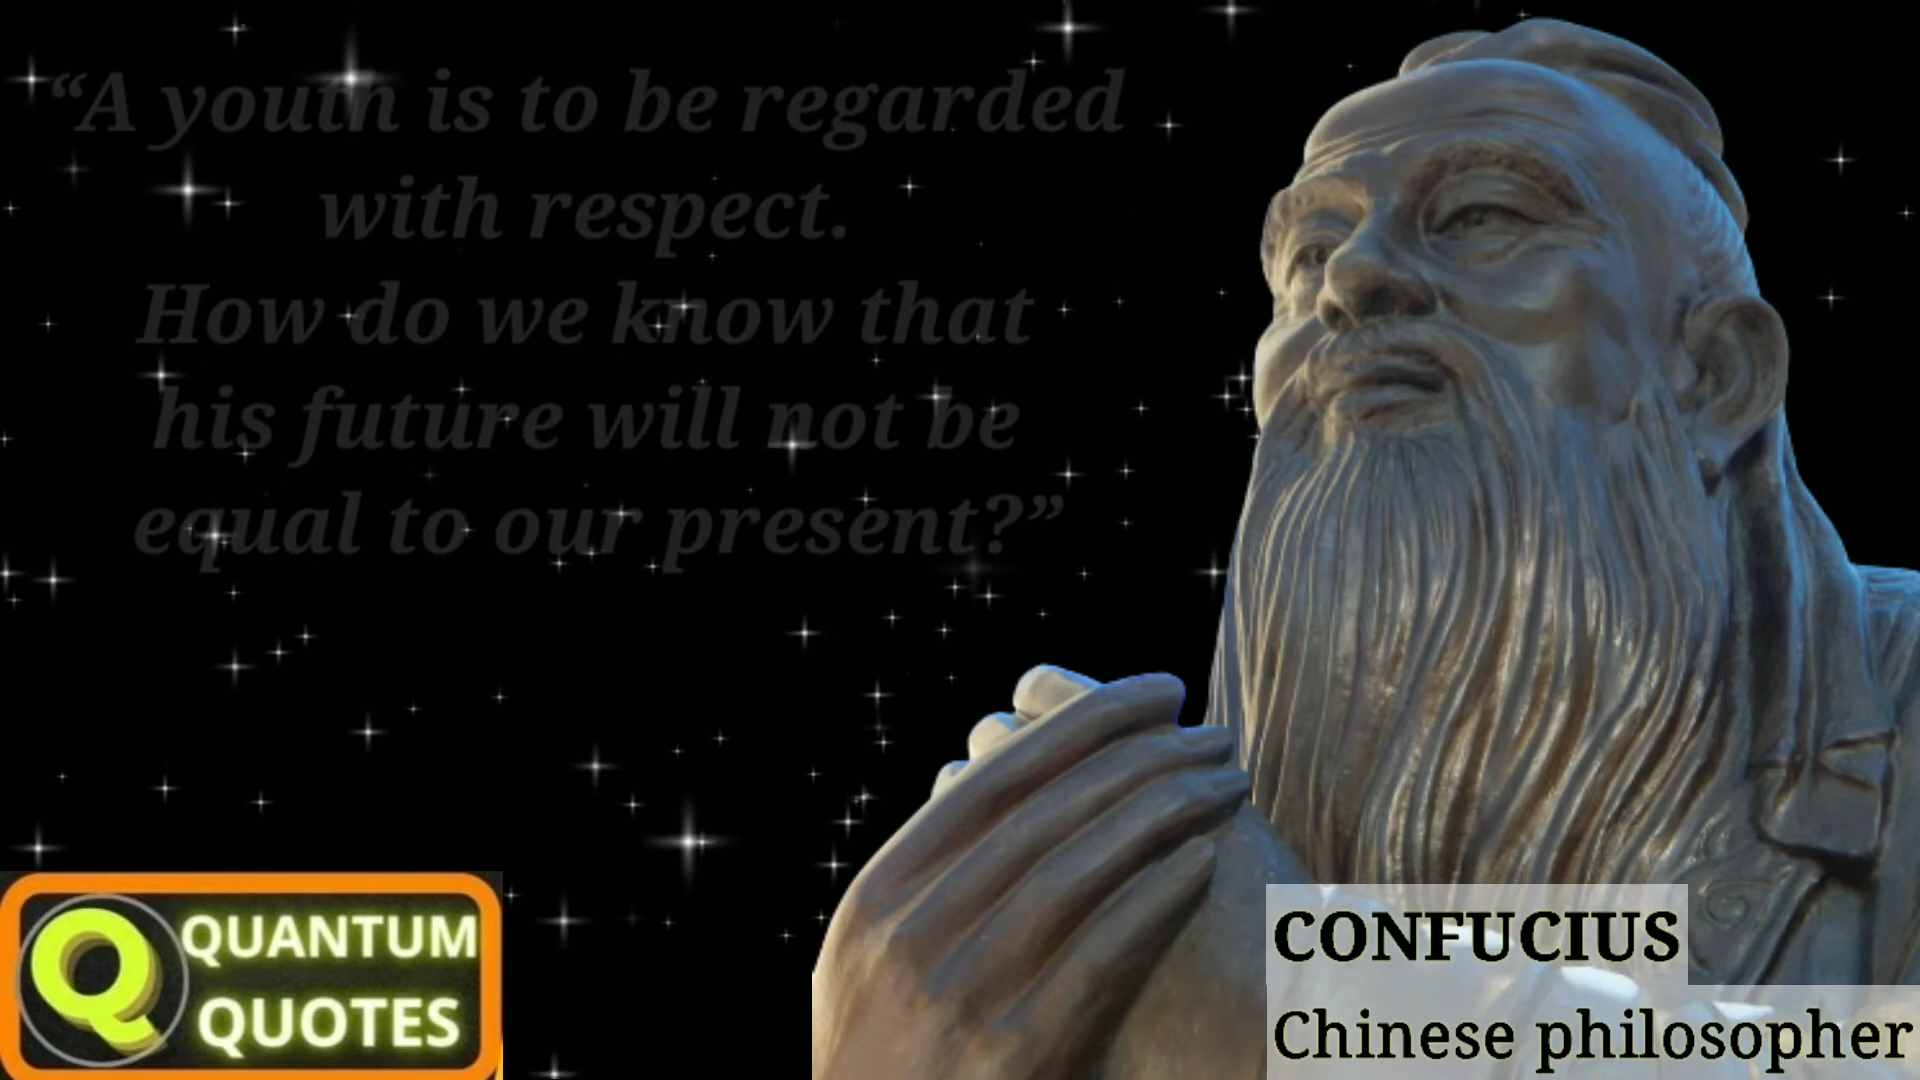 “A youth is to be regarded
with respect.
How do we know that
his future will not be
equal to our present?”
QUANTUM
QUOTES
CONFUCIUS
Chinese philosopher